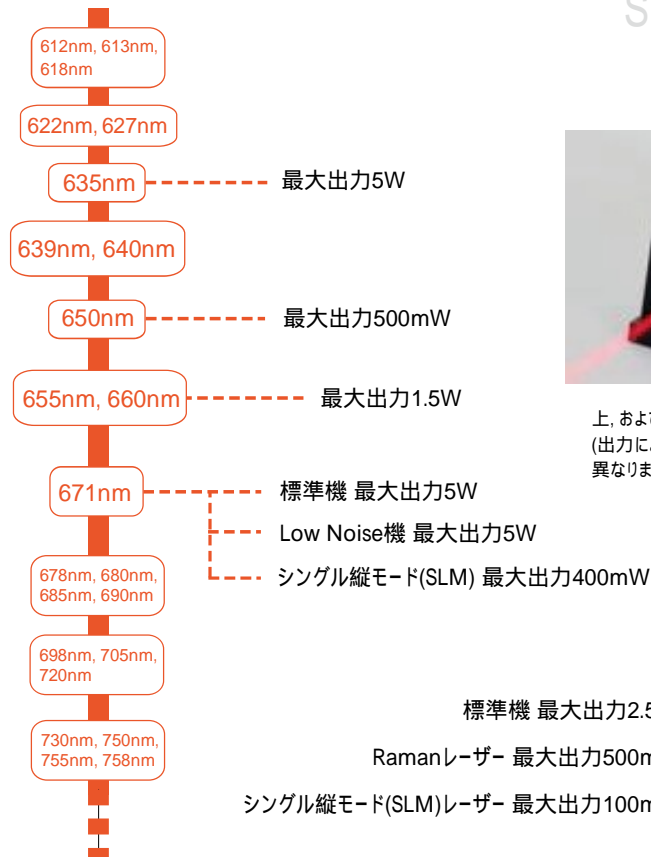 S
612nm, 613nm,
618nm
622nm, 627nm
635nm
最大出力5W
639nm, 640nm
650nm
最大出力500mW
655nm, 660nm
最大出力1.5W
上, およ
(出力に
異なりま
671nm
標準機 最大出力5W
Low Noise機 最大出力5W
シングル縦モード(SLM) 最大出力400mW
678nm, 680nm,
685nm, 690nm
698nm, 705nm,
720nm
標準機 最大出力2.5
730nm, 750nm,
755nm, 758nm
Ramanレーザー 最大出力500m
シングル縦モード(SLM)レーザー 最大出力100m